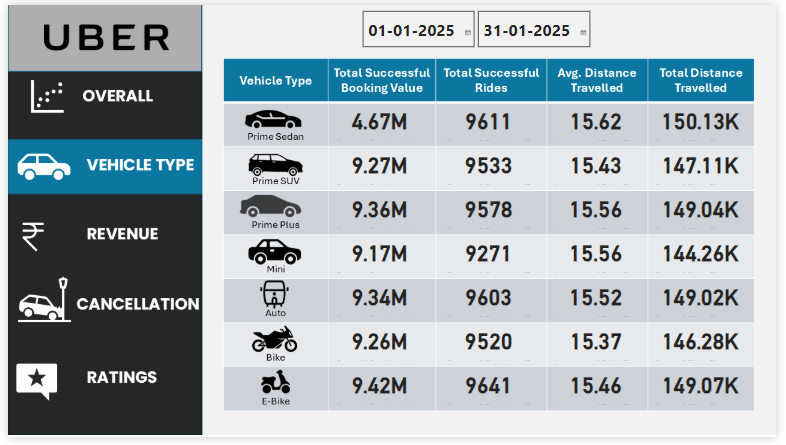 UBER
01-01-2025 31-01-2025
OVERALL
VEHICLE TYPE
REVENUE
CANCELLATION
RATINGS
Vehicle Type Total Successful Booking Value Total Successful Rides Avg. Distance Travelled Total Distance Travelled
Prime Sedan 4.67M 9611 15.62 150.13K
Prime SUV 9.27M 9533 15.43 147.11K
Prime Plus 9.36M 9578 15.56 149.04K
Mini 9.17M 9271 15.56 144.26K
Auto 9.34M 9603 15.52 149.02K
Bike 9.26M 9520 15.37 146.28K
E-Bike 9.42M 9641 15.46 149.07K